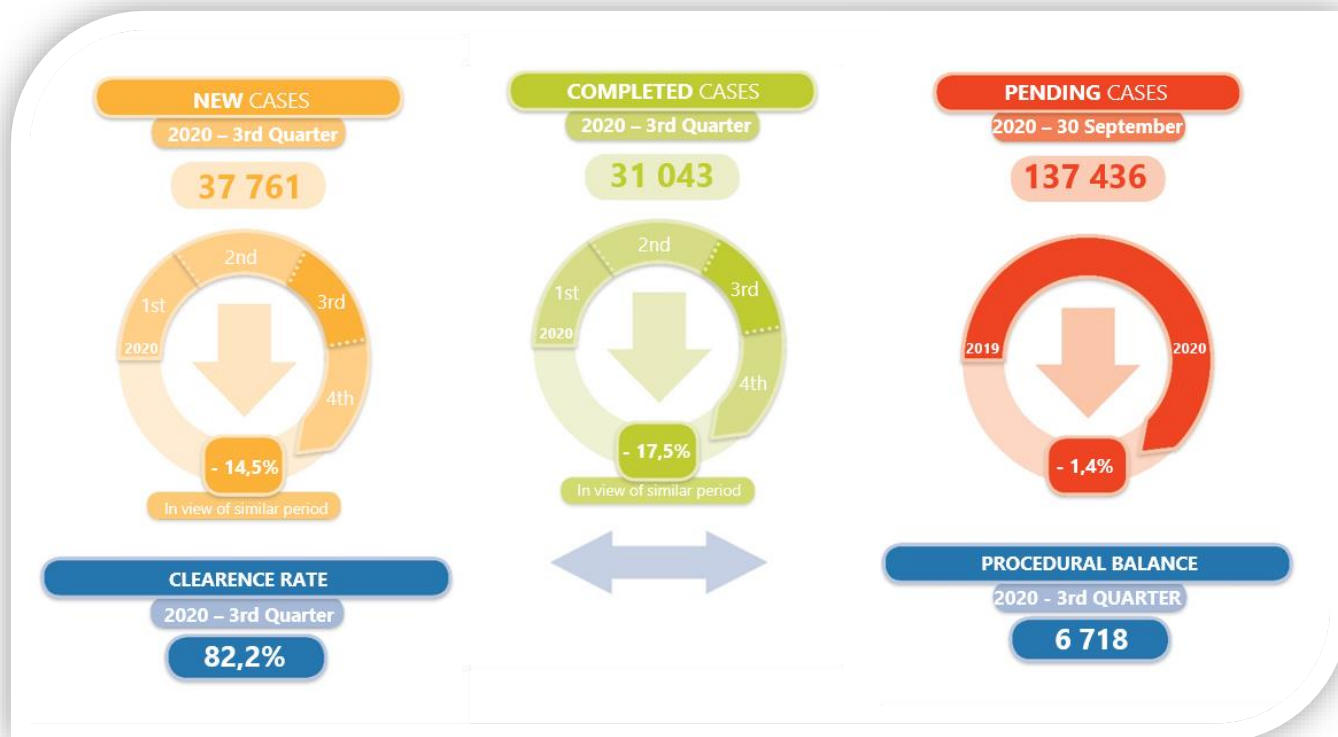 NEW CASES
2020 – 3rd Quarter
37 761
1st
2nd
3rd
4th
2020
- 14,5%
In view of similar period
COMPLETED CASES
2020 – 3rd Quarter
31 043
1st
2nd
3rd
4th
2020
- 17,5%
In view of similar period
PENDING CASES
2020 – 30 September
137 436
2019
2020
- 1,4%
CLEARENCE RATE
2020 – 3rd Quarter
82,2%
PROCEDURAL BALANCE
2020 - 3rd QUARTER
6 718